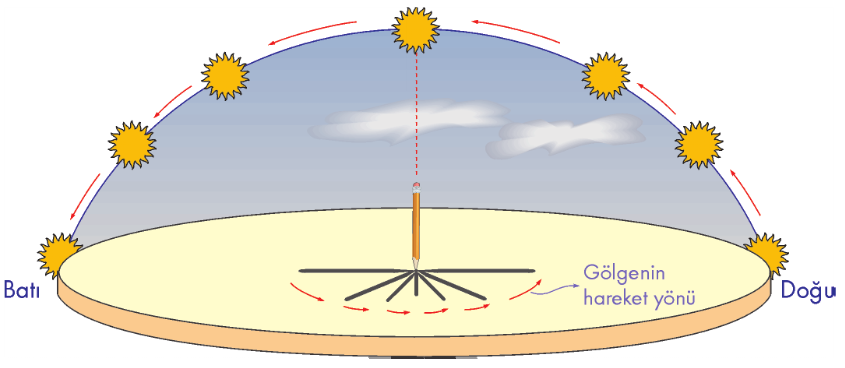 Gölgenin
hareket yönü
Batı
Doğu